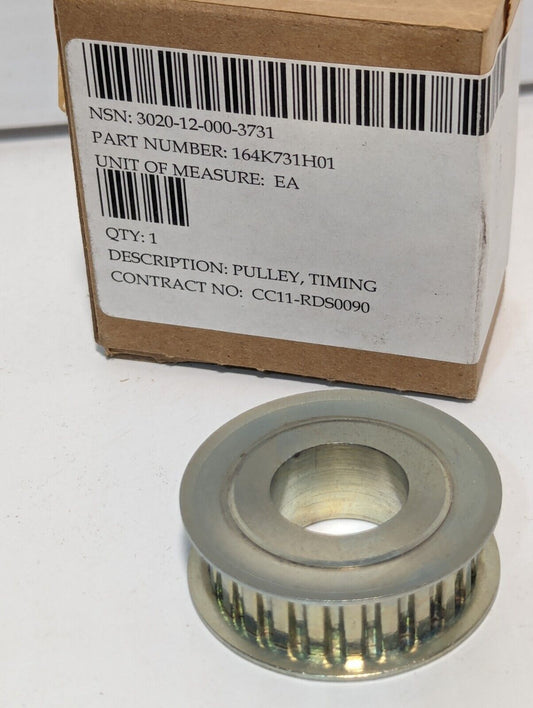 NSN: 3020-12-000-3731
PART NUMBER: 164K731H01
UNIT OF MEASURE: EA
QTY: 1
DESCRIPTION: PULLEY, TIMING
CONTRACT NO: CC11-RDS0090